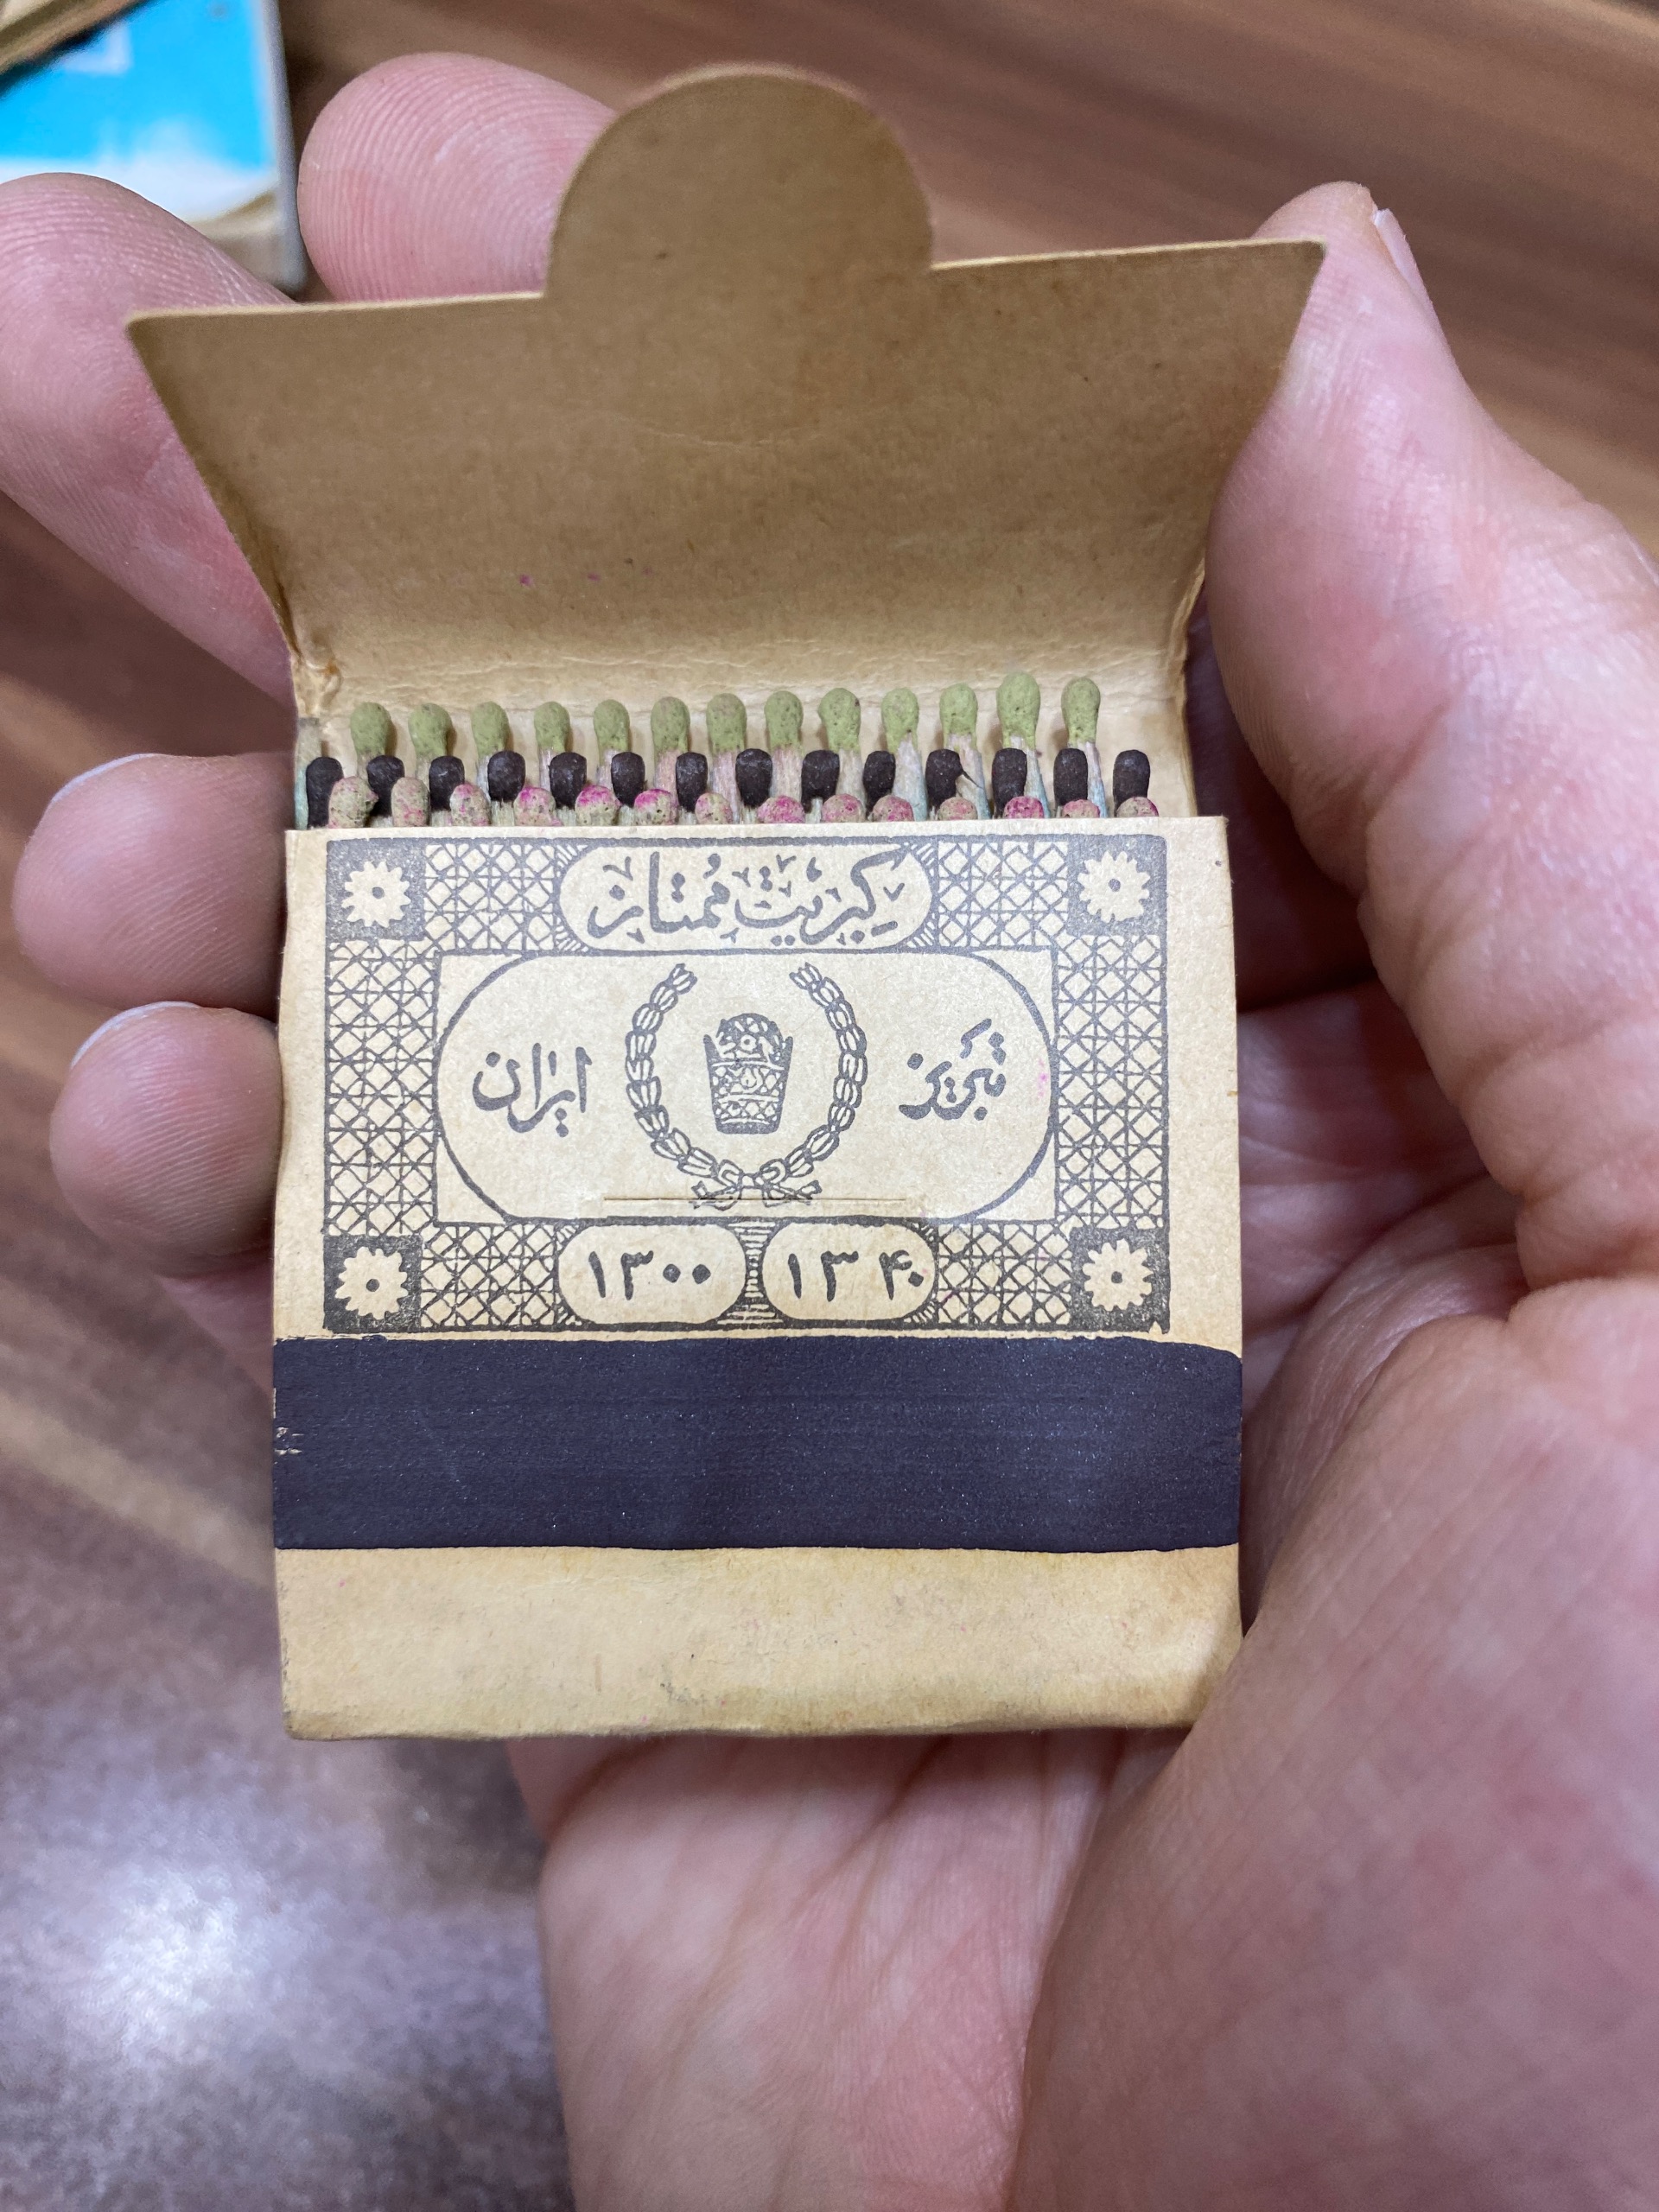 کبریت ممتاز
تبریز ایران
۱۳۰۰ ۱۳۴۰